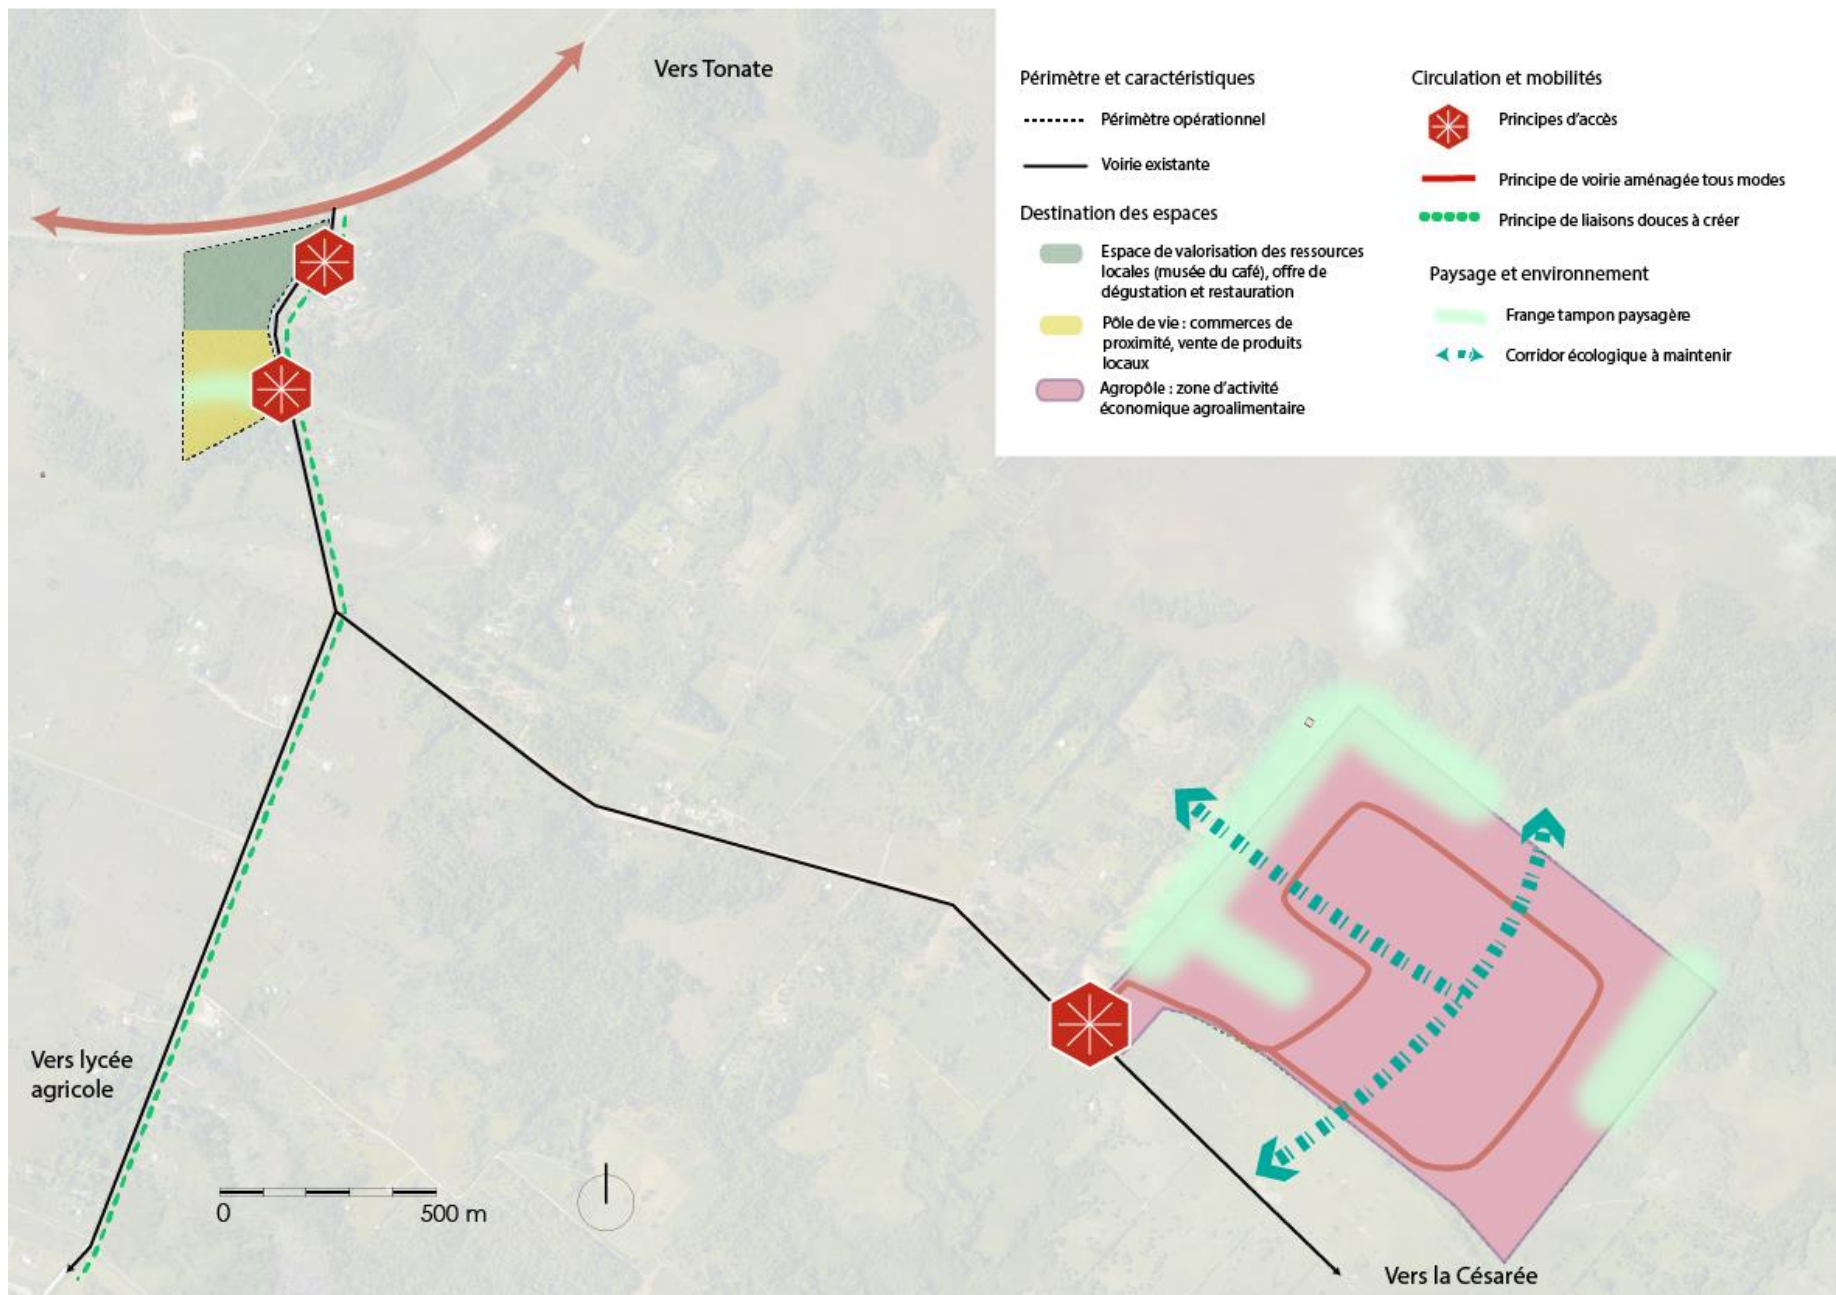 Vers Tonate
Périmètre et caractéristiques
Périmètre opérationnel
Voirie existante
Destination des espaces
Espace de valorisation des ressources
locales (musée du café), offre de
dégustation et restauration
Pôle de vie : commerces de
proximité, vente de produits
locaux
Agropôle : zone d'activité
économique agroalimentaire
Circulation et mobilités
Principes d'accès
Principe de voirie aménagée tous modes
Principe de liaisons douces à créer
Paysage et environnement
Frange tampon paysagère
Corridor écologique à maintenir
Vers lycée
agricole
0 500 m
Vers la Césarée